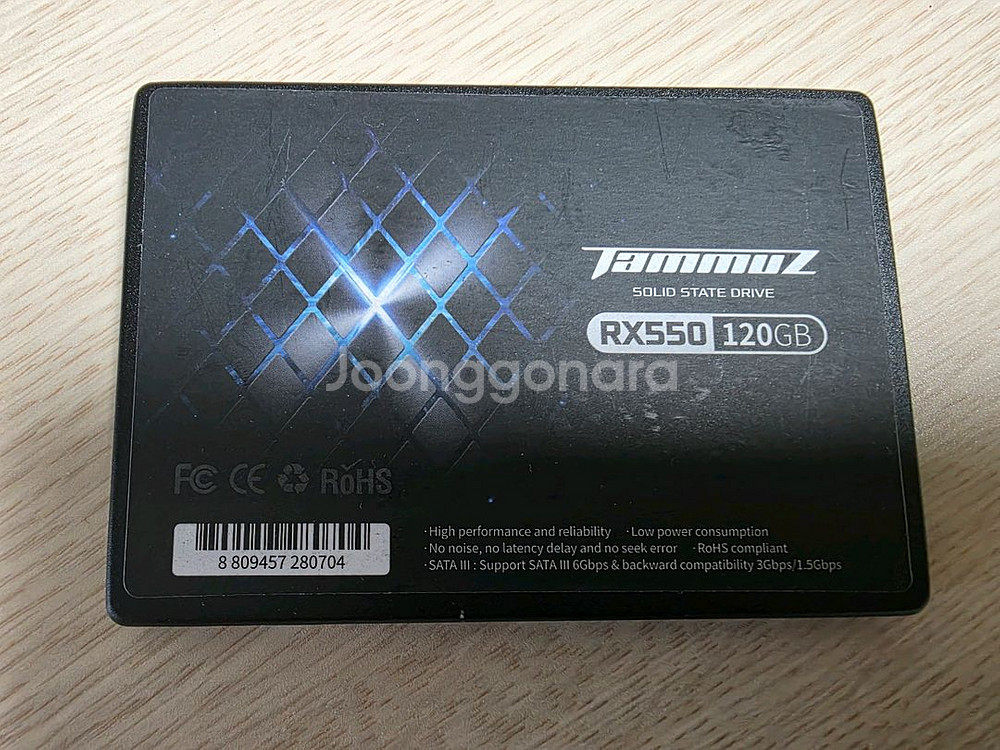 Tammuz
SOLID STATE DRIVE
RX550 120GB
Joonggonara
FC CE RoHS
8 809457 280704
·High performance and reliability ·Low power consumption
·No noise, no latency delay and no seek error ·RoHS compliant
·SATA III : Support SATA III 6Gbps & backward compatibility 3Gbps/1.5Gbps